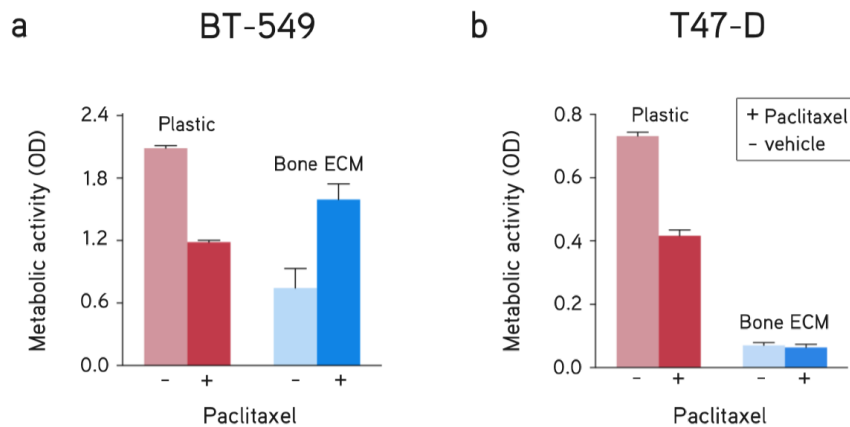 a
BT-549
Metabolic activity (OD)
2.4
1.8
1.2
0.6
0.0
Plastic
Bone ECM
- + - +
Paclitaxel
b
T47-D
Metabolic activity (OD)
0.8
0.6
0.4
0.2
0.0
Plastic
Bone ECM
+ Paclitaxel
- vehicle
- + - +
Paclitaxel